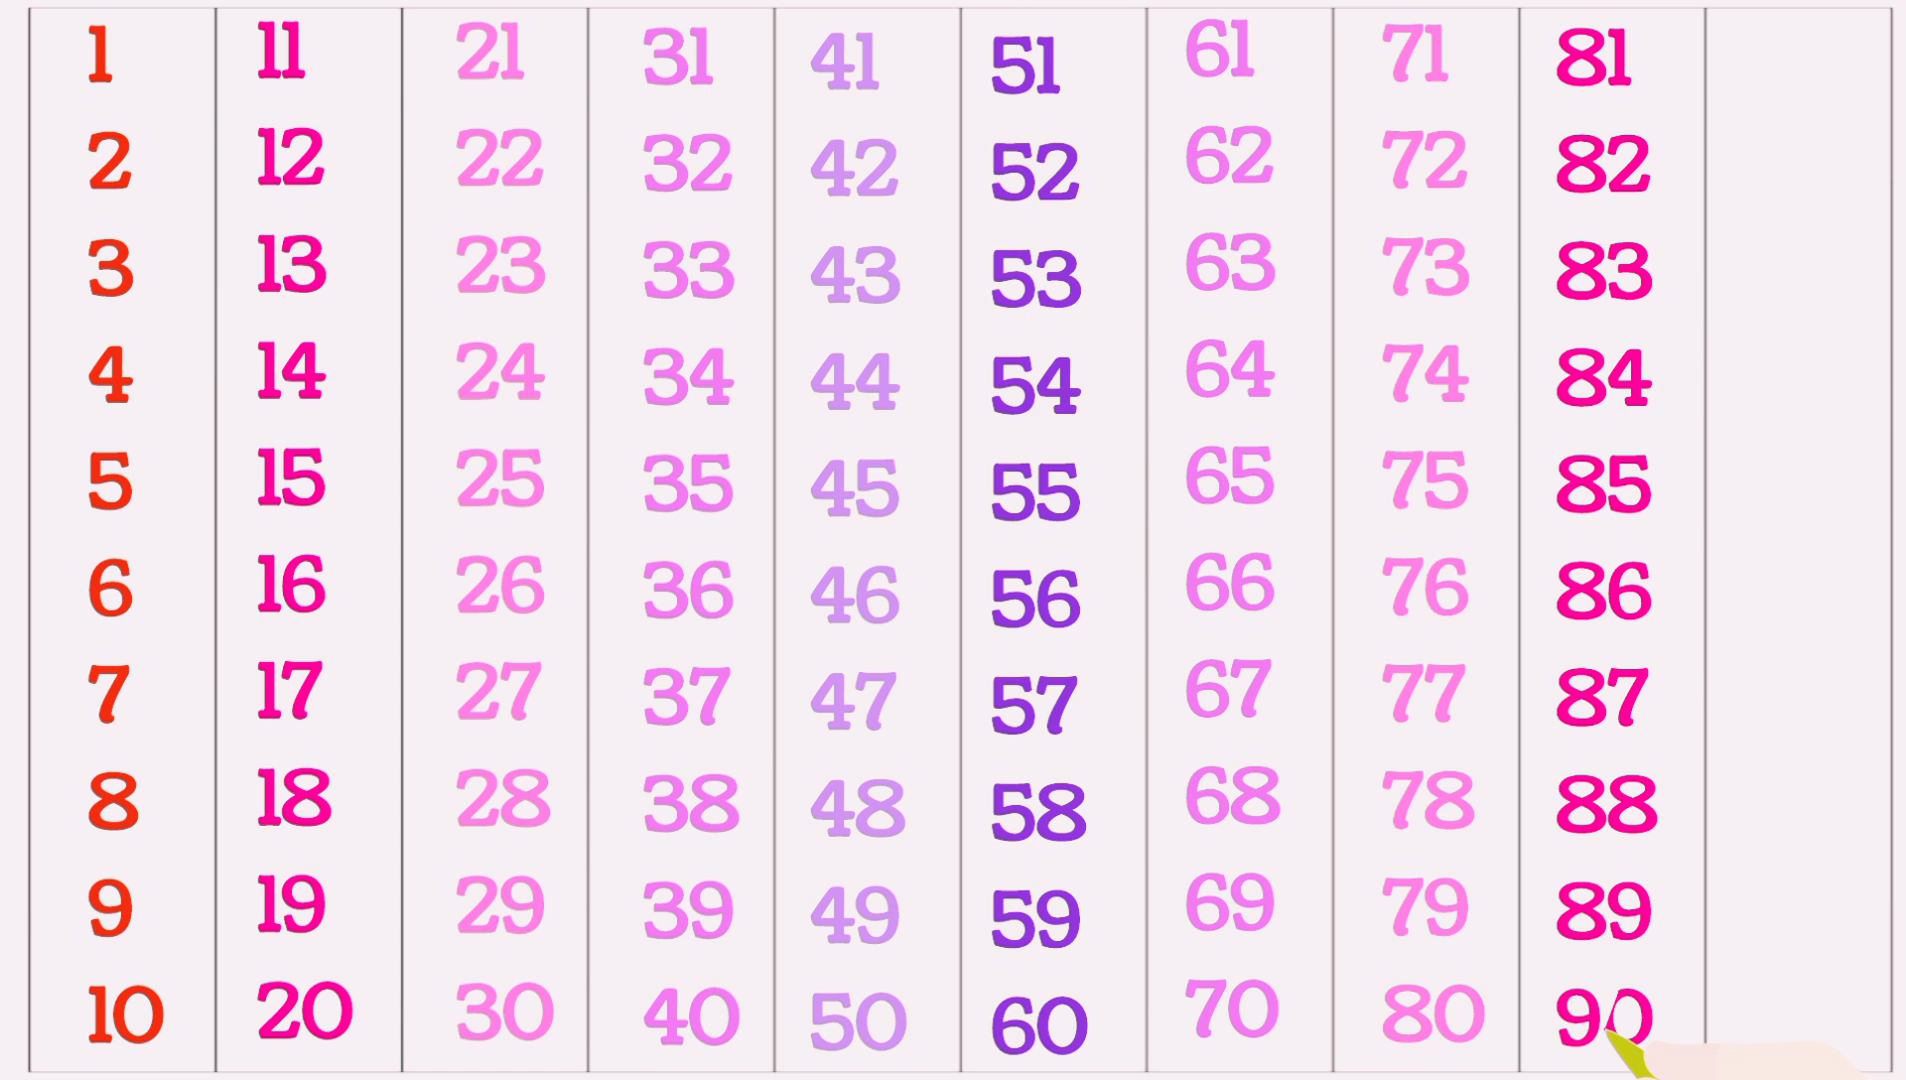 1 11 21 31 41 51 61 71 81
2 12 22 32 42 52 62 72 82
3 13 23 33 43 53 63 73 83
4 14 24 34 44 54 64 74 84
5 15 25 35 45 55 65 75 85
6 16 26 36 46 56 66 76 86
7 17 27 37 47 57 67 77 87
8 18 28 38 48 58 68 78 88
9 19 29 39 49 59 69 79 89
10 20 30 40 50 60 70 80 90